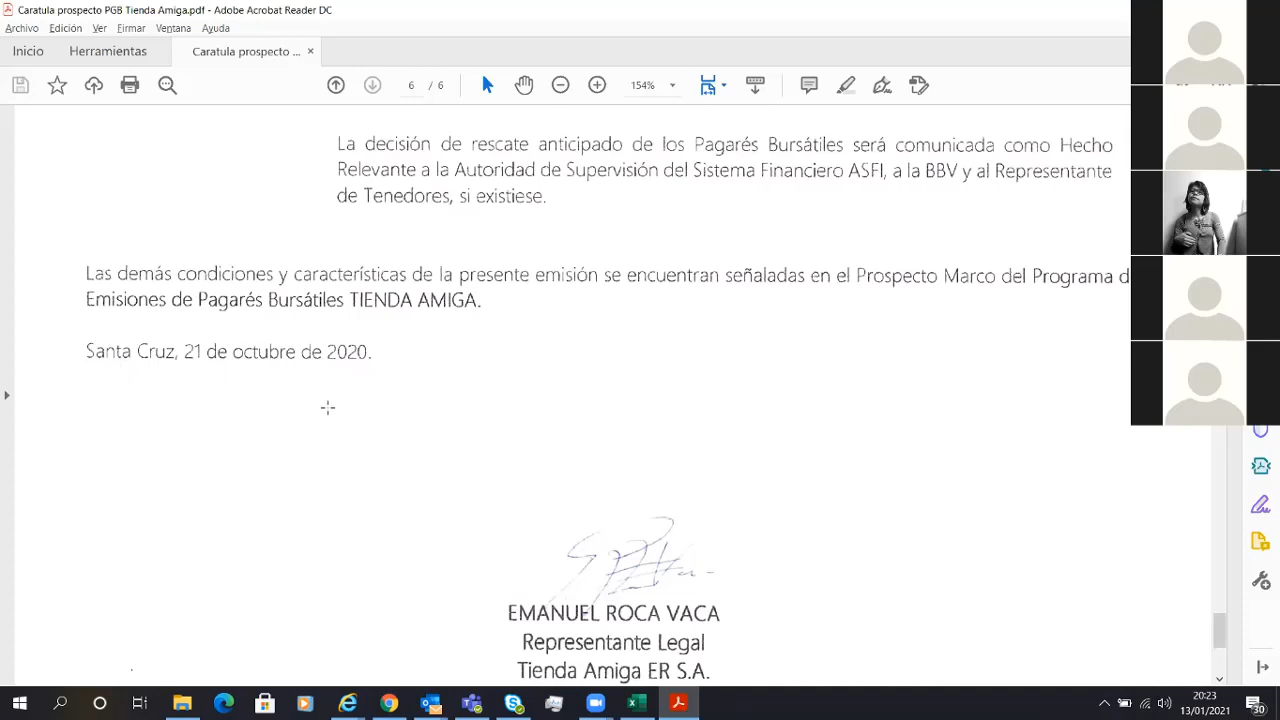 Caratula prospecto PGB Tienda Amiga.pdf - Adobe Acrobat Reader DC
Archivo Edición Ver Firmar Ventana Ayuda
Inicio Herramientas Caratula prospecto ... ×
6 / 6 154%
La decisión de rescate anticipado de los Pagarés Bursátiles será comunicada como Hecho
Relevante a la Autoridad de Supervisión del Sistema Financiero ASFI, a la BBV y al Representante
de Tenedores, si existiese.
Las demás condiciones y características de la presente emisión se encuentran señaladas en el Prospecto Marco del Programa d
Emisiones de Pagarés Bursátiles TIENDA AMIGA.
Santa Cruz, 21 de octubre de 2020.
EMANUEL ROCA VACA
Representante Legal
Tienda Amiga ER S.A.
20:23
13/01/2021
30